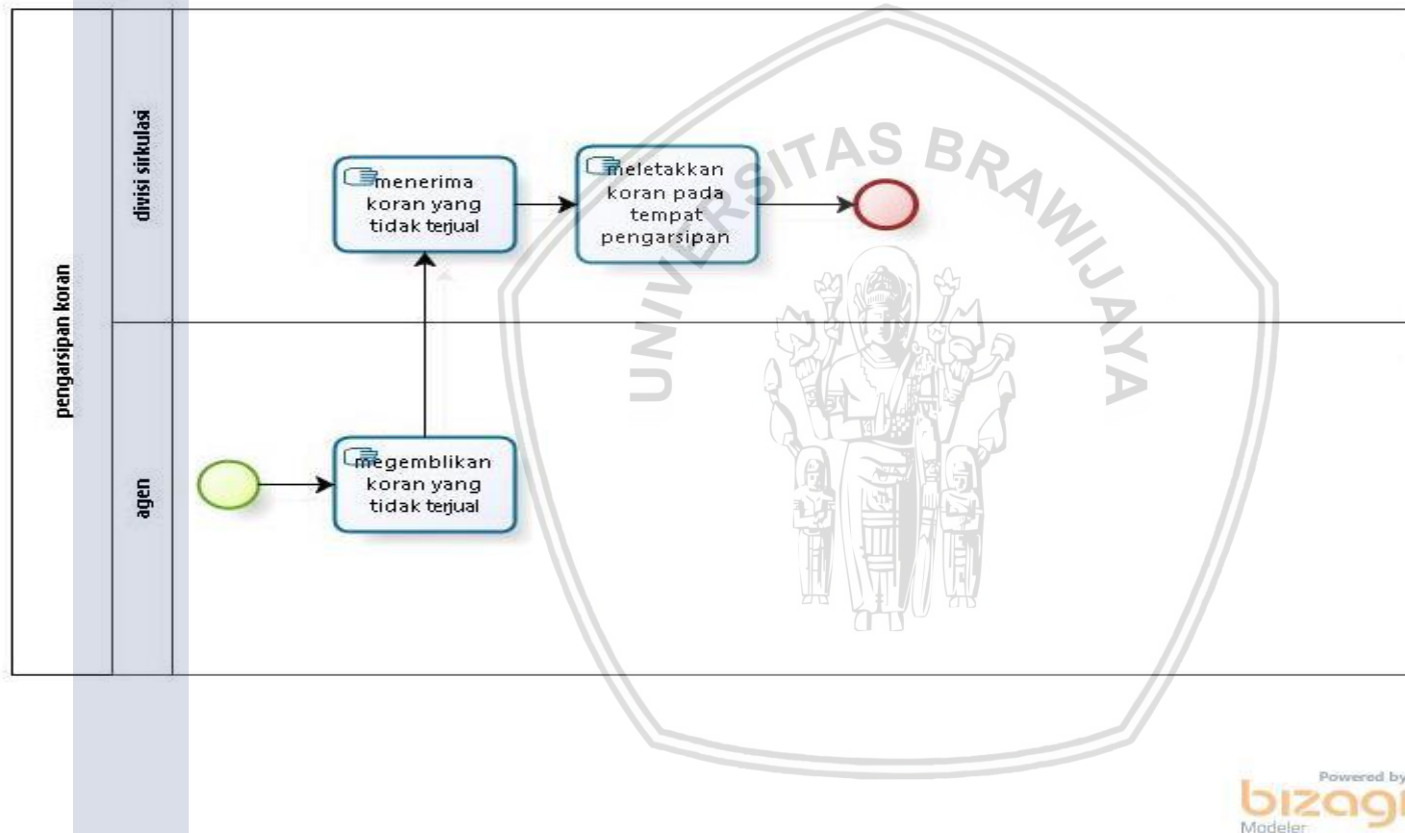 pengarsipan koran
divisi sirkulasi
menerima
koran yang
tidak terjual
meletakkan
koran pada
tempat
pengarsipan
agen
megemblikan
koran yang
tidak terjual
UNIVERSITAS BRAWIJAYA
Powered by
bizagi
Modeler